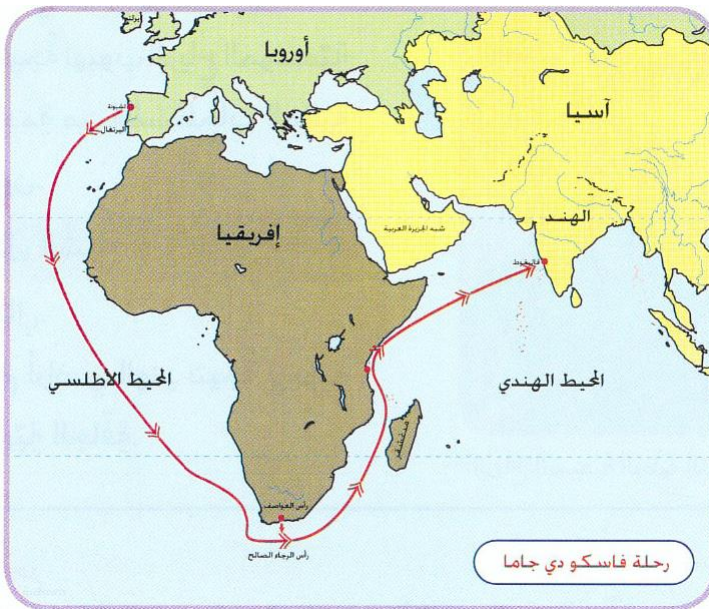 أوروبا
آسيا
لشبونة
البرتغال
إفريقيا
شبه الجزيرة العربية
الهند
قاليقوط
المحيط الأطلسي
المحيط الهندي
مدغشقر
رأس العواصف
رأس الرجاء الصالح
رحلة فاسكو دي جاما